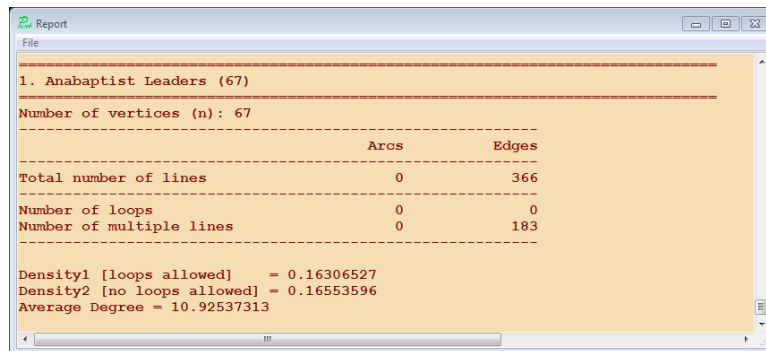 Report
File
1. Anabaptist Leaders (67)
Number of vertices (n): 67
Arcs Edges
Total number of lines 0 366
Number of loops 0 0
Number of multiple lines 0 183
Density1 [loops allowed] = 0.16306527
Density2 [no loops allowed] = 0.16553596
Average Degree = 10.92537313